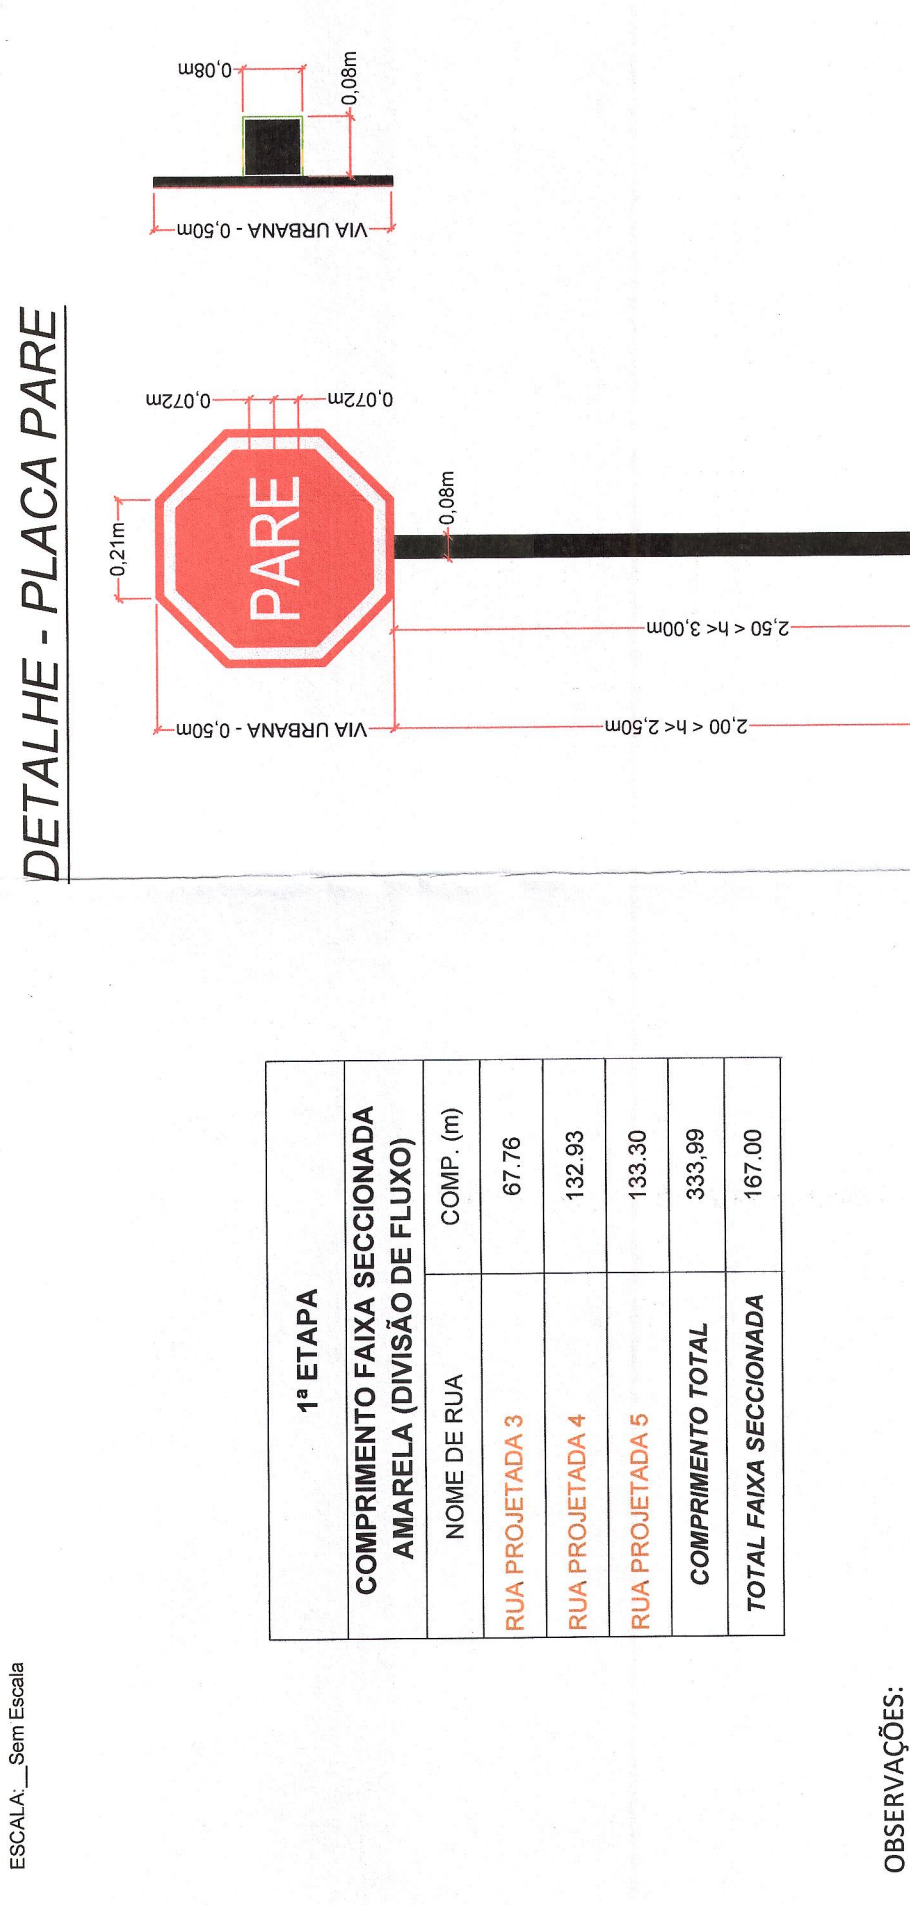 ESCALA:__Sem Escala
1ª ETAPA
COMPRIMENTO FAIXA SECCIONADA
AMARELA (DIVISÃO DE FLUXO)
NOME DE RUA COMP. (m)
RUA PROJETADA 3 67.76
RUA PROJETADA 4 132.93
RUA PROJETADA 5 133.30
COMPRIMENTO TOTAL 333,99
TOTAL FAIXA SECCIONADA 167.00
OBSERVAÇÕES:
DETALHE - PLACA PARE
0,21m
VIA URBANA - 0,50m
PARE
0,072m
0,072m
0,08m
2,50 < h< 3,00m
2,00 < h< 2,50m
VIA URBANA - 0,50m
0,08m
0,08m